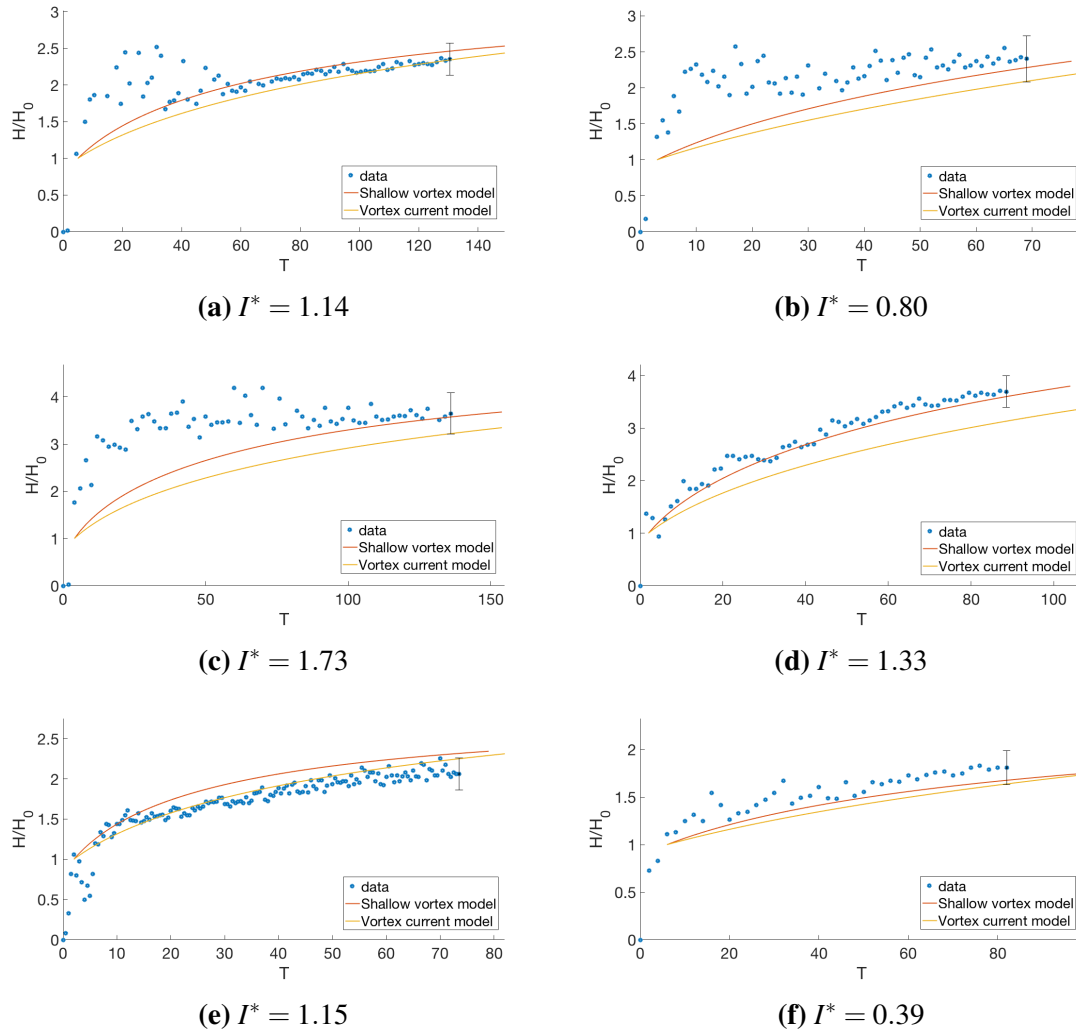 3
2.5
2
1.5
1
0.5
0
H/H0
0 20 40 60 80 100 120 140
T
data
Shallow vortex model
Vortex current model
(a) I* = 1.14
3
2.5
2
1.5
1
0.5
0
H/H0
0 10 20 30 40 50 60 70
T
data
Shallow vortex model
Vortex current model
(b) I* = 0.80
4
3
2
1
0
H/H0
0 50 100 150
T
data
Shallow vortex model
Vortex current model
(c) I* = 1.73
4
3
2
1
0
H/H0
0 20 40 60 80 100
T
data
Shallow vortex model
Vortex current model
(d) I* = 1.33
2.5
2
1.5
1
0.5
0
H/H0
0 10 20 30 40 50 60 70 80
T
data
Shallow vortex model
Vortex current model
(e) I* = 1.15
2
1.5
1
0.5
0
H/H0
0 20 40 60 80
T
data
Shallow vortex model
Vortex current model
(f) I* = 0.39